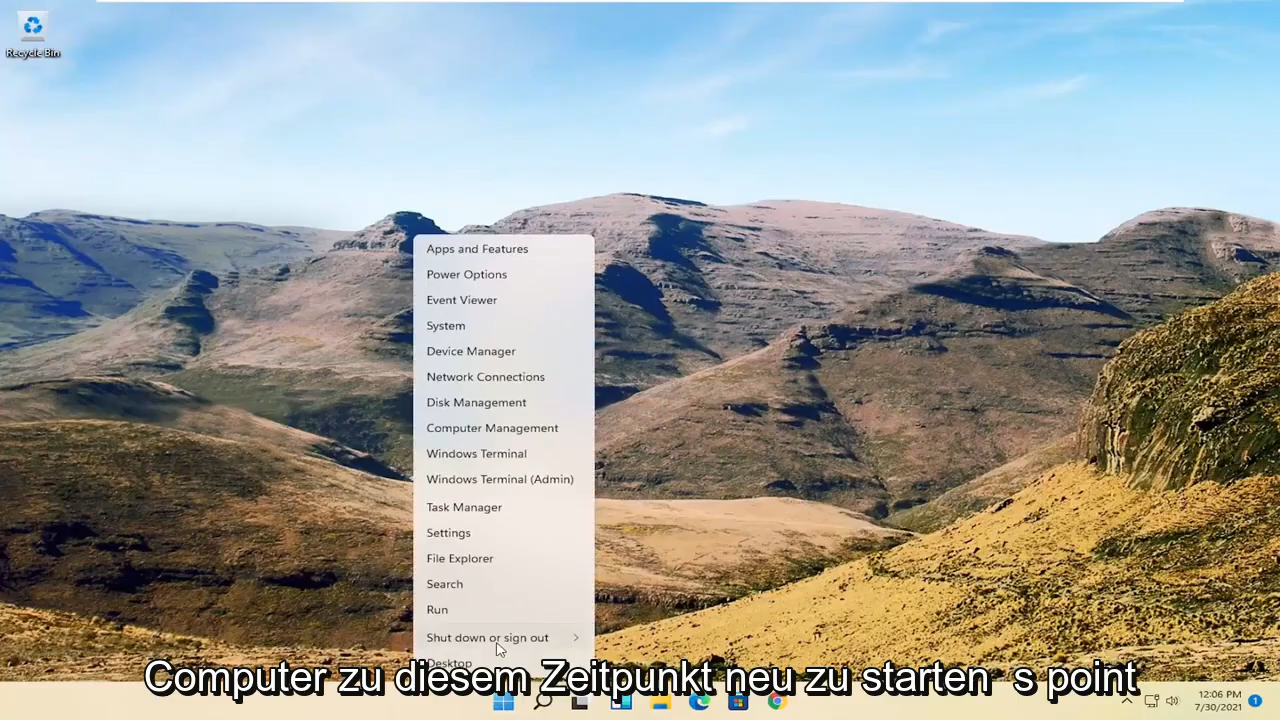 Recycle Bin
Apps and Features
Power Options
Event Viewer
System
Device Manager
Network Connections
Disk Management
Computer Management
Windows Terminal
Windows Terminal (Admin)
Task Manager
Settings
File Explorer
Search
Run
Shut down or sign out
Desktop
Computer zu diesem Zeitpunkt neu zu starten s point
12:06 PM
7/30/2021
1